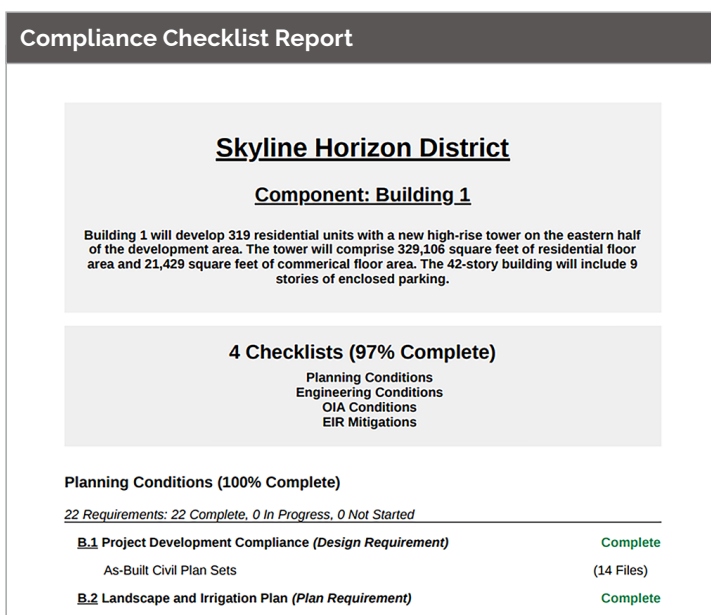 Compliance Checklist Report
Skyline Horizon District
Component: Building 1
Building 1 will develop 319 residential units with a new high-rise tower on the eastern half
of the development area. The tower will comprise 329,106 square feet of residential floor
area and 21,429 square feet of commerical floor area. The 42-story building will include 9
stories of enclosed parking.
4 Checklists (97% Complete)
Planning Conditions
Engineering Conditions
OIA Conditions
EIR Mitigations
Planning Conditions (100% Complete)
22 Requirements: 22 Complete, 0 In Progress, 0 Not Started
B.1 Project Development Compliance (Design Requirement) Complete
As-Built Civil Plan Sets (14 Files)
B.2 Landscape and Irrigation Plan (Plan Requirement) Complete